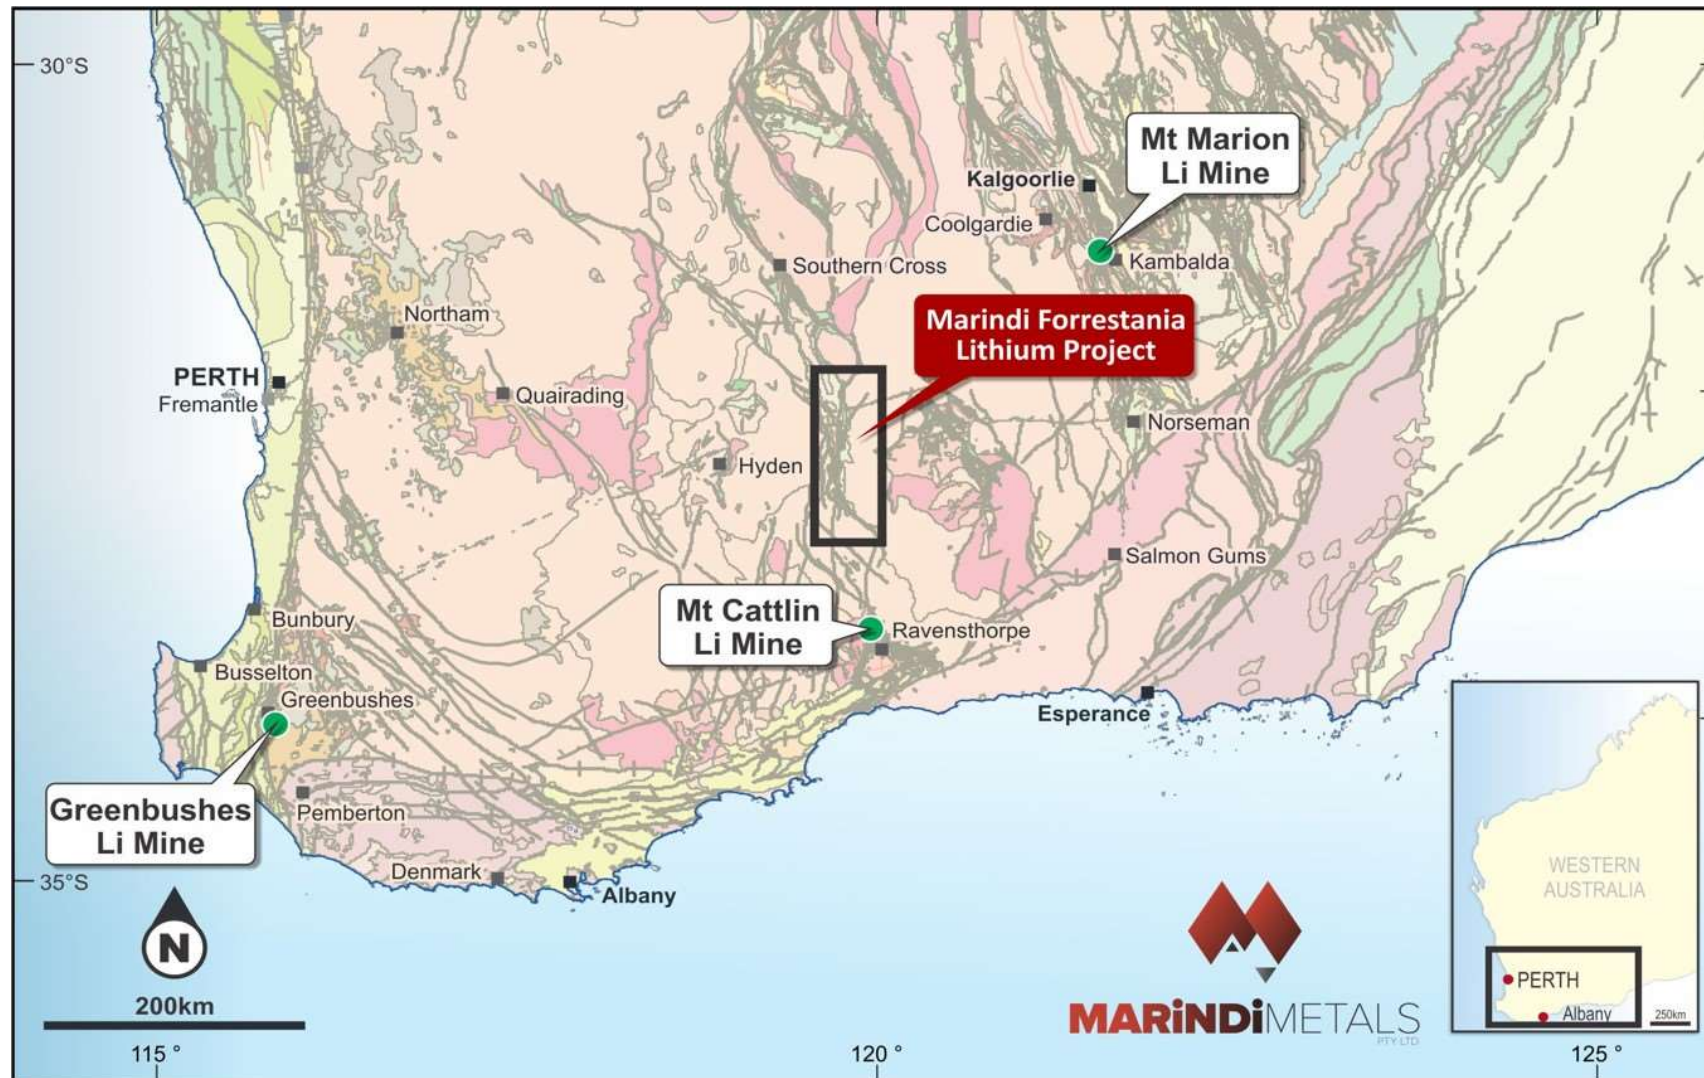 30°S
Mt Marion
Li Mine
Kalgoorlie
Coolgardie
Southern Cross
Kambalda
Northam
Marindi Forrestania
Lithium Project
PERTH
Fremantle
Quairading
Norseman
Hyden
Salmon Gums
Mt Cattlin
Li Mine
Bunbury
Ravensthorpe
Busselton
Greenbushes
Esperance
Greenbushes
Li Mine
Pemberton
Denmark
Albany
35°S
N
200km
MARiNDiMETALS
PTY LTD
WESTERN
AUSTRALIA
PERTH
Albany
250km
115 °
120 °
125 °